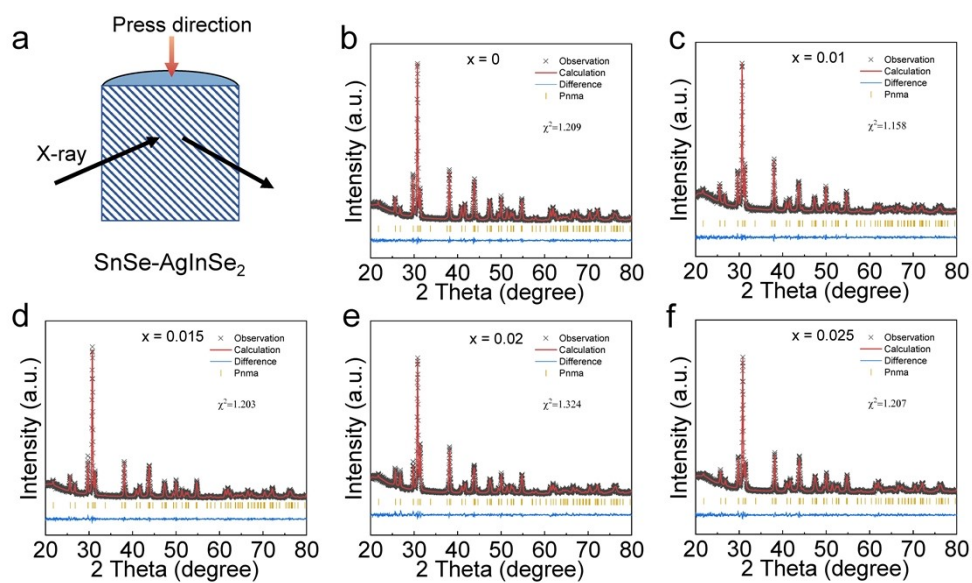 a
Press direction
X-ray
SnSe-AgInSe₂
b
x = 0
× Observation
Calculation
Difference
Pnma
χ²=1.209
Intensity (a.u.)
20 30 40 50 60 70 80
2 Theta (degree)
c
x = 0.01
× Observation
Calculation
Difference
Pnma
χ²=1.158
Intensity (a.u.)
20 30 40 50 60 70 80
2 Theta (degree)
d
x = 0.015
× Observation
Calculation
Difference
Pnma
χ²=1.203
Intensity (a.u.)
20 30 40 50 60 70 80
2 Theta (degree)
e
x = 0.02
× Observation
Calculation
Difference
Pnma
χ²=1.324
Intensity (a.u.)
20 30 40 50 60 70 80
2 Theta (degree)
f
x = 0.025
× Observation
Calculation
Difference
Pnma
χ²=1.207
Intensity (a.u.)
20 30 40 50 60 70 80
2 Theta (degree)